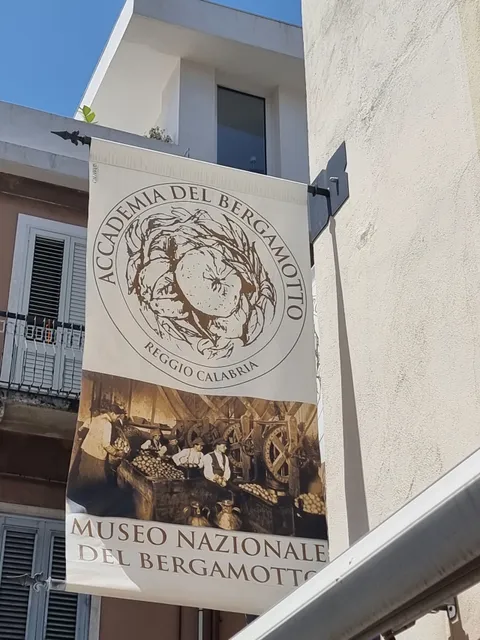 ACCADEMIA DEL BERGAMOTTO
REGGIO CALABRIA
MUSEO NAZIONALE
DEL BERGAMOTTO